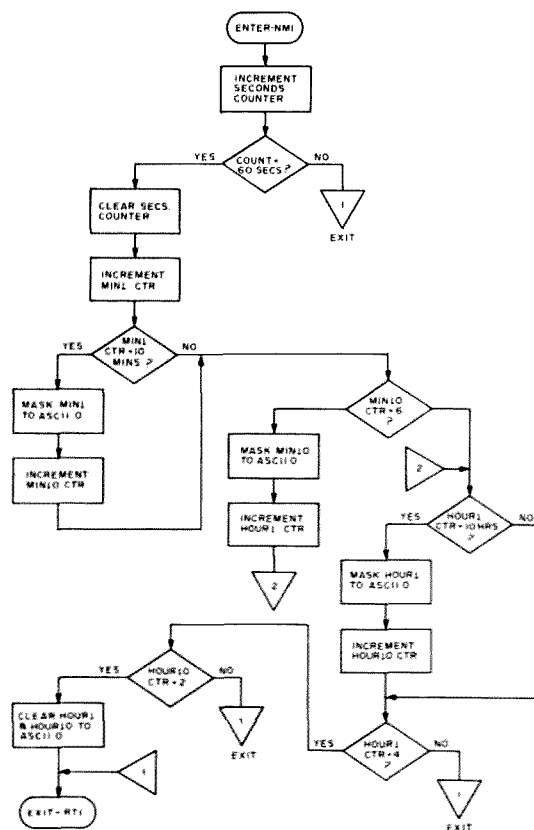 ENTER-NMI
INCREMENT
SECONDS
COUNTER
YES
COUNT=
60 SECS?
NO
1
EXIT
CLEAR SECS.
COUNTER
INCREMENT
MIN1 CTR
YES
MIN1
CTR=10
MINS ?
NO
MASK MIN1
TO ASCII 0
INCREMENT
MIN10 CTR
MIN10
CTR=6
?
MASK MIN10
TO ASCII 0
INCREMENT
HOUR1 CTR
2
2
YES
HOUR1
CTR=10 HRS
?
NO
MASK HOUR1
TO ASCII 0
INCREMENT
HOUR10 CTR
YES
HOUR10
CTR=2
NO
1
EXIT
CLEAR HOUR1
& HOUR10 TO
ASCII 0
1
EXIT-RTI
YES
HOUR1
CTR=4
?
NO
1
EXIT